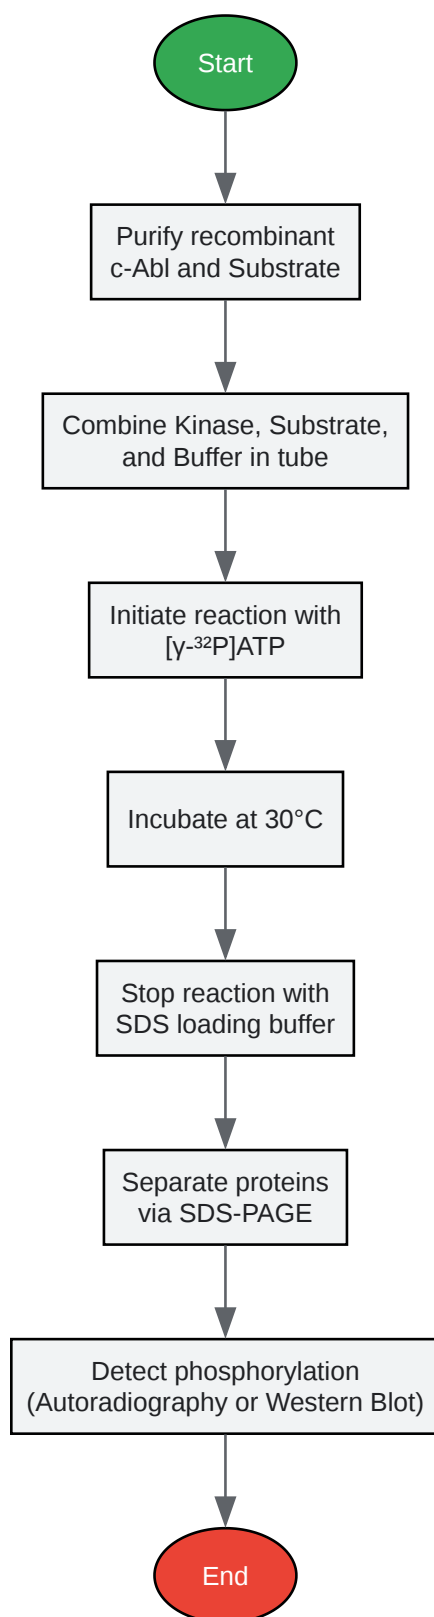 Start
Purify recombinant
c-Abl and Substrate
Combine Kinase, Substrate,
and Buffer in tube
Initiate reaction with
[γ-³²P]ATP
Incubate at 30°C
Stop reaction with
SDS loading buffer
Separate proteins
via SDS-PAGE
Detect phosphorylation
(Autoradiography or Western Blot)
End